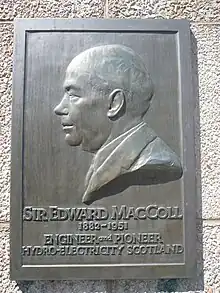 SIR EDWARD MACCOLL
1882-1951
ENGINEER and PIONEER
HYDRO-ELECTRICITY SCOTLAND